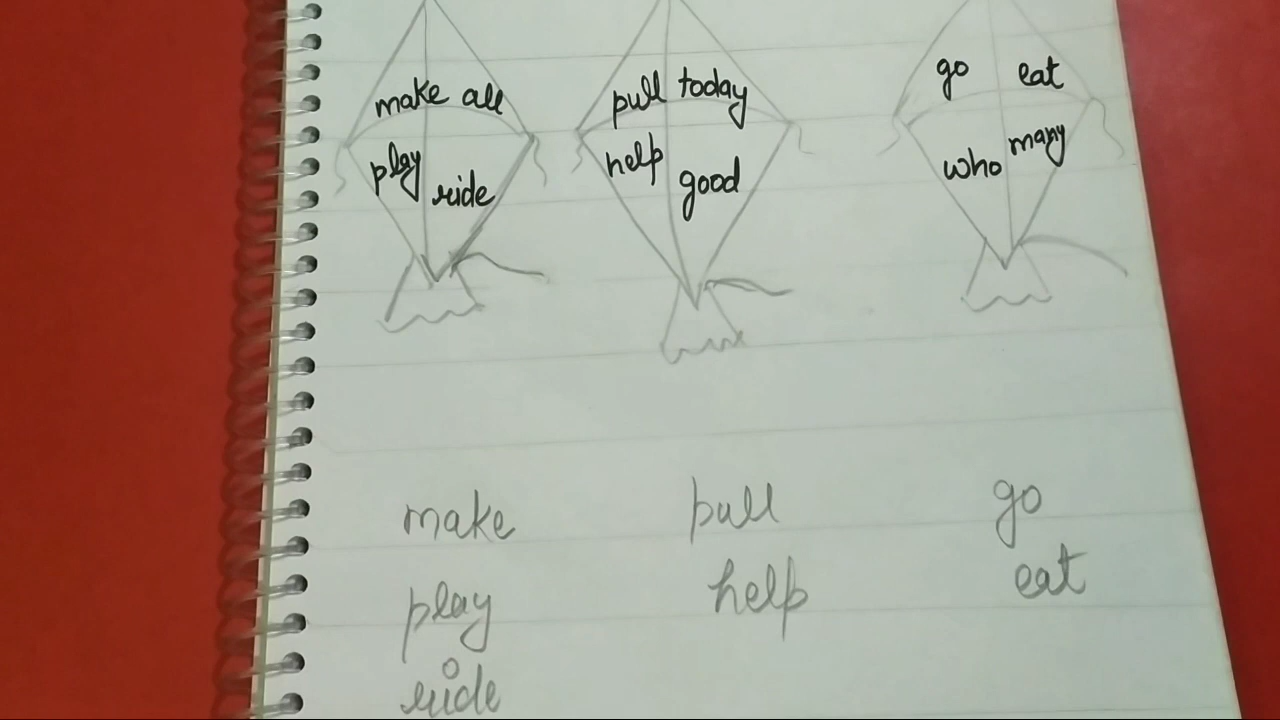 make all pull today go eat
play ride help good who many
make pull go
play help eat
ride